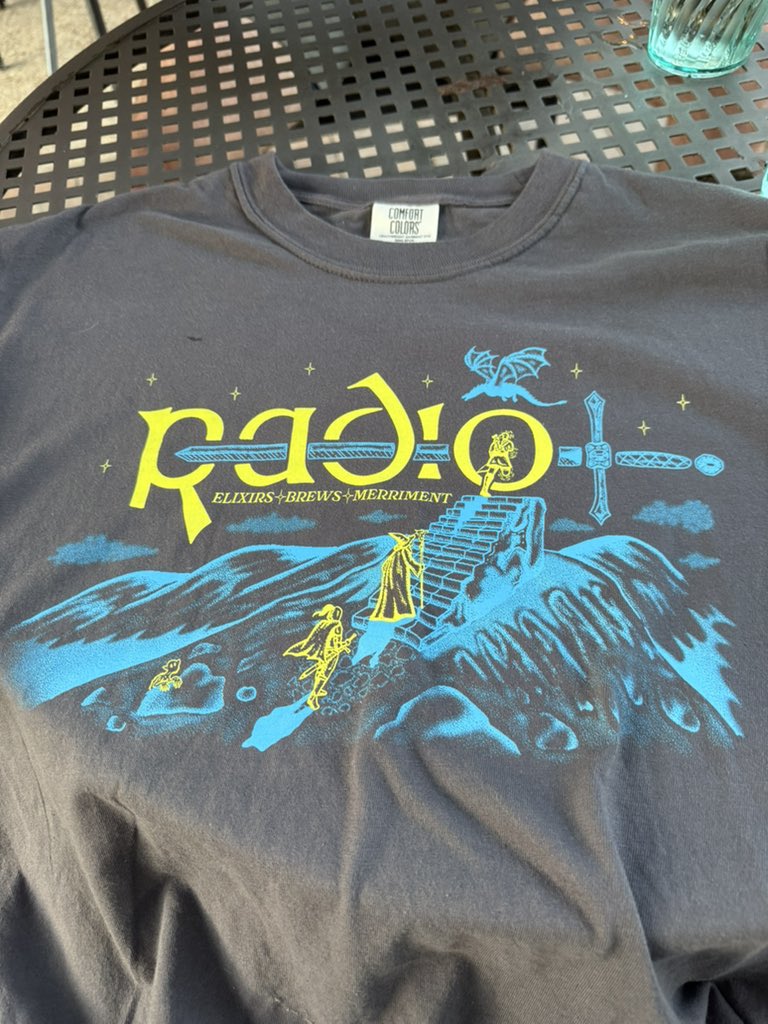 COMFORT
COLORS
Radio
ELIXIRS BREWS MERRIMENT